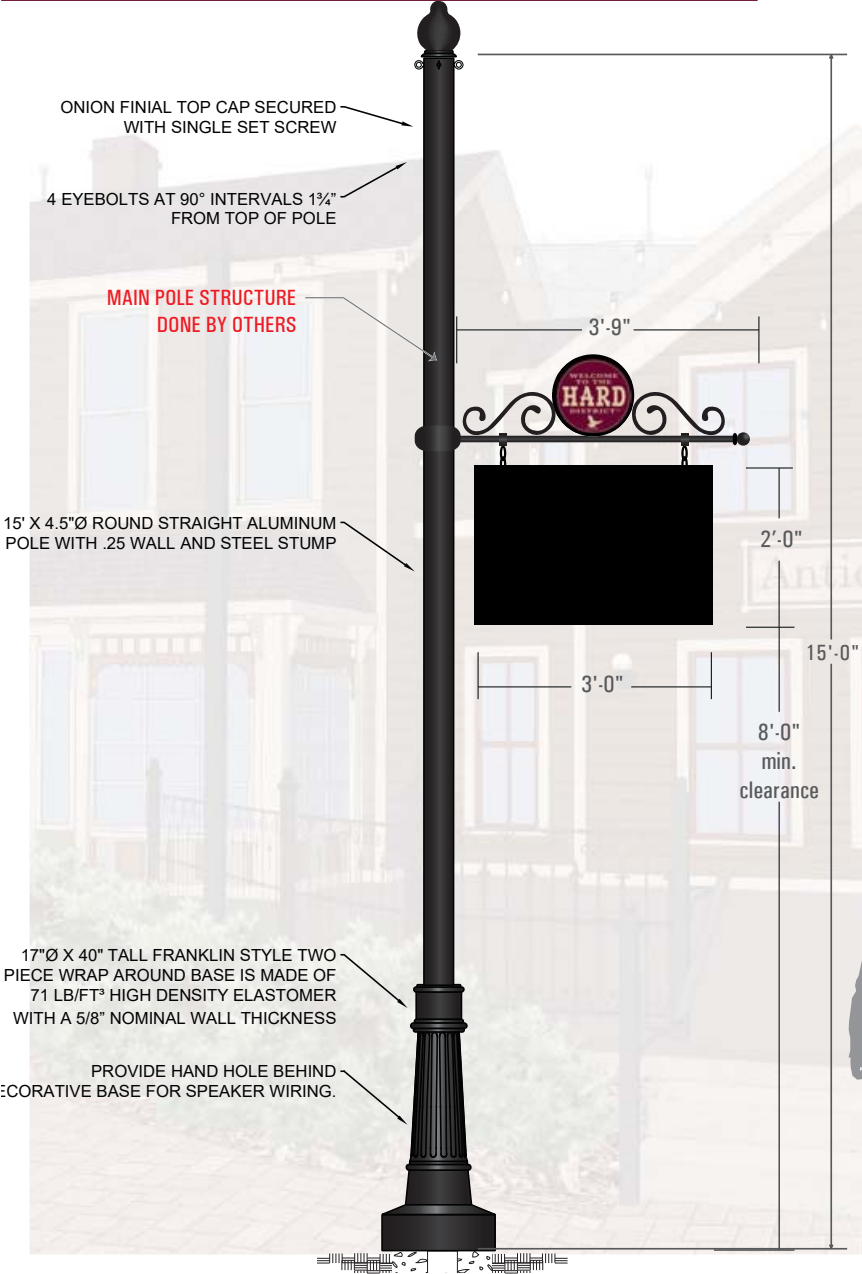 ONION FINIAL TOP CAP SECURED
WITH SINGLE SET SCREW
4 EYEBOLTS AT 90° INTERVALS 1¾”
FROM TOP OF POLE
MAIN POLE STRUCTURE
DONE BY OTHERS
3'-9"
WELCOME
TO THE
HARD
DISTRICT
15' X 4.5"Ø ROUND STRAIGHT ALUMINUM
POLE WITH .25 WALL AND STEEL STUMP
2'-0"
Antic
15'-0"
3'-0"
8'-0"
min.
clearance
17"Ø X 40" TALL FRANKLIN STYLE TWO
PIECE WRAP AROUND BASE IS MADE OF
71 LB/FT³ HIGH DENSITY ELASTOMER
WITH A 5/8” NOMINAL WALL THICKNESS
PROVIDE HAND HOLE BEHIND
ECORATIVE BASE FOR SPEAKER WIRING.